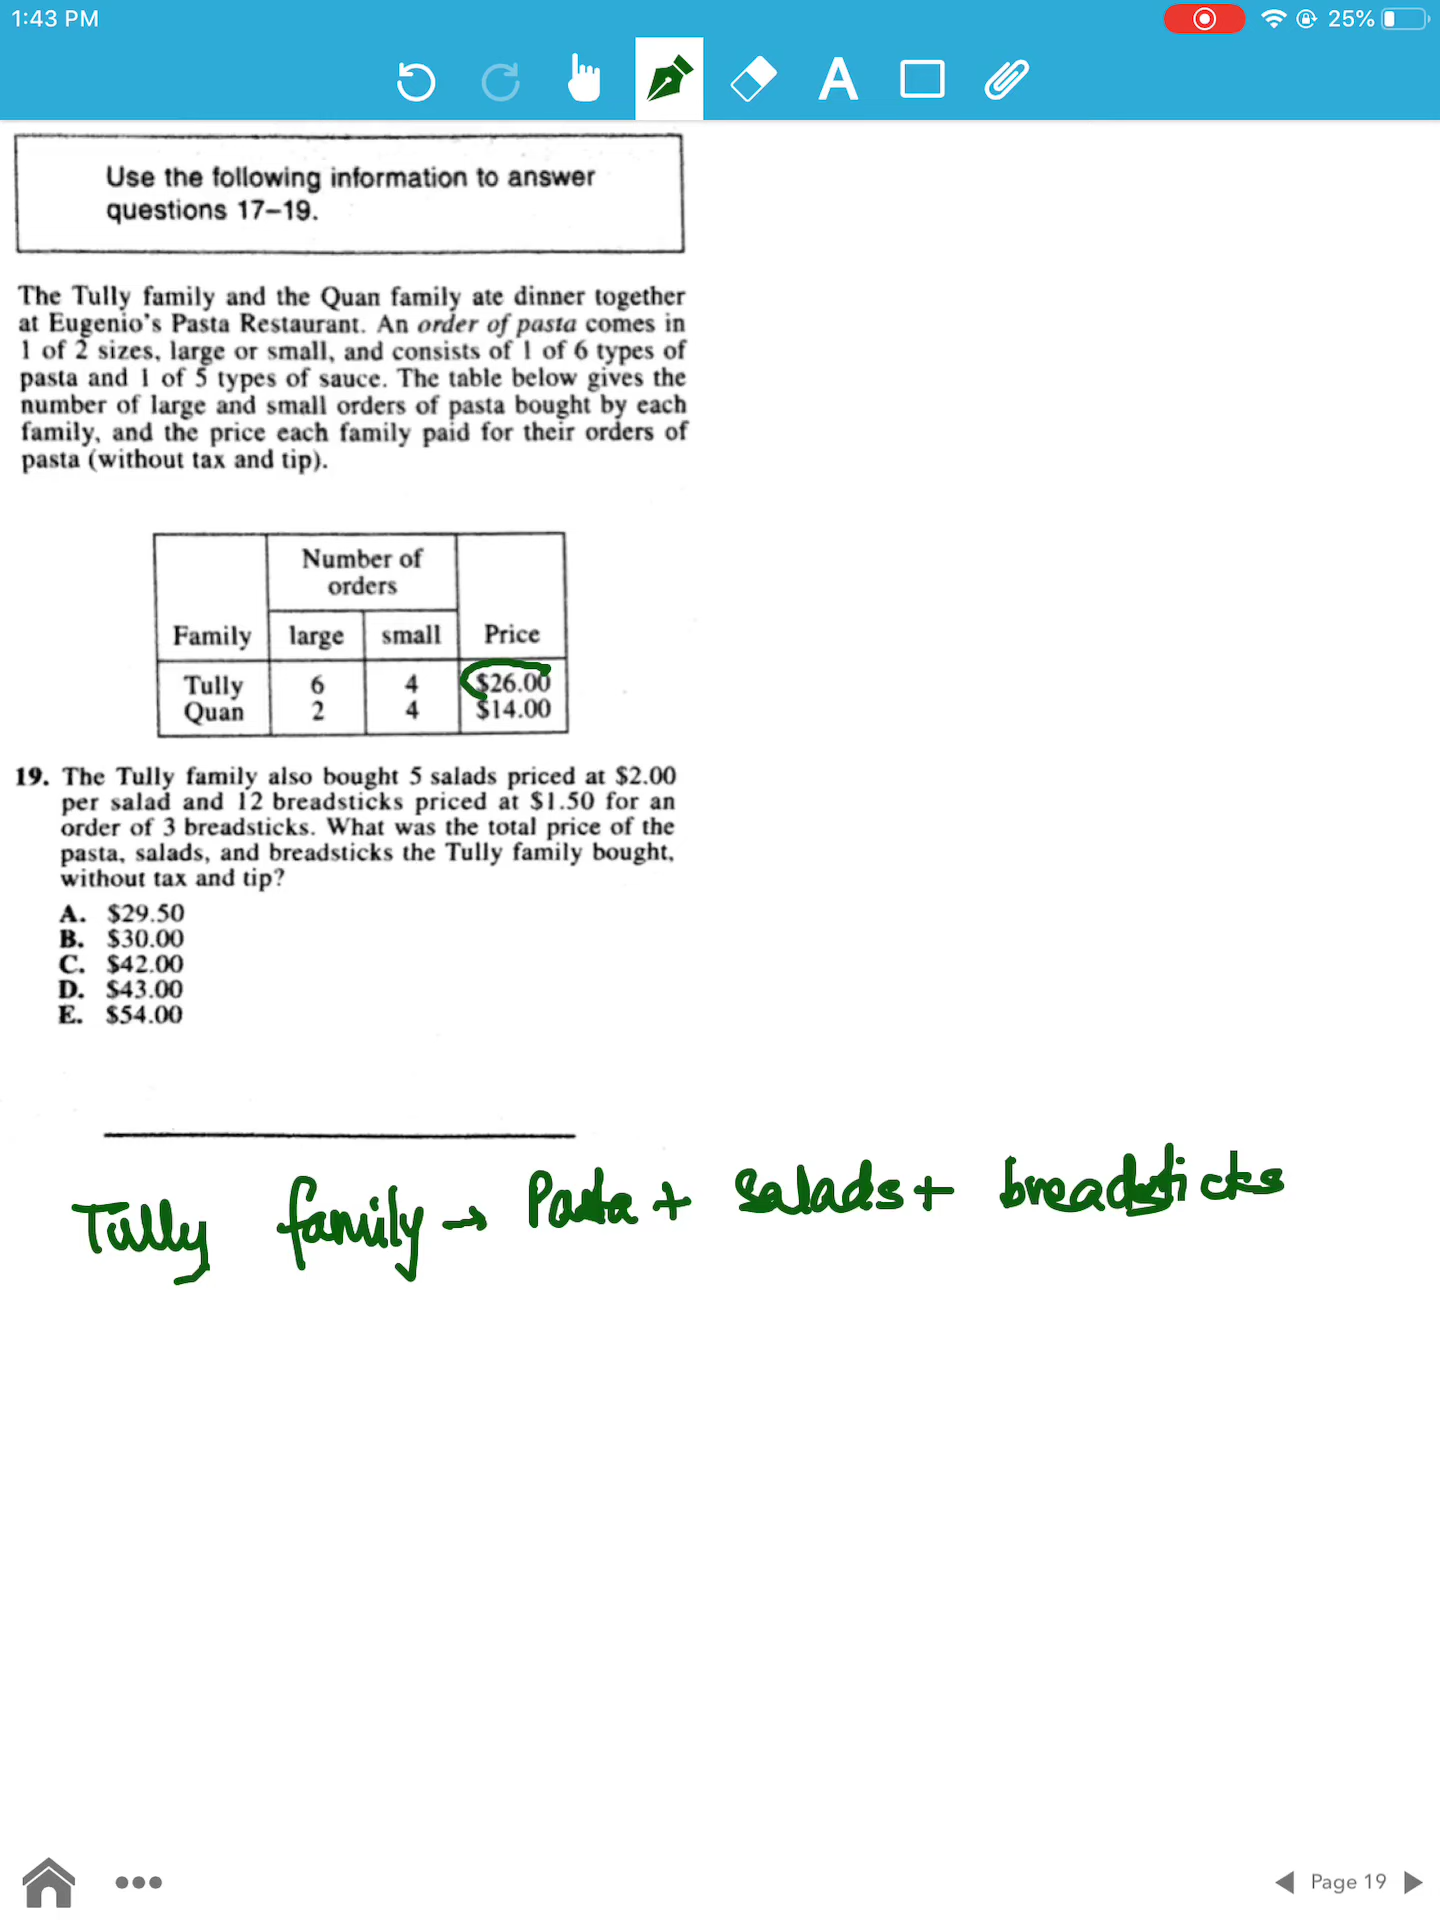 1:43 PM
25%
A
Use the following information to answer
questions 17–19.
The Tully family and the Quan family ate dinner together
at Eugenio's Pasta Restaurant. An order of pasta comes in
1 of 2 sizes, large or small, and consists of 1 of 6 types of
pasta and 1 of 5 types of sauce. The table below gives the
number of large and small orders of pasta bought by each
family, and the price each family paid for their orders of
pasta (without tax and tip).
Number of
orders
Family large small Price
Tully 6 4 $26.00
Quan 2 4 $14.00
19. The Tully family also bought 5 salads priced at $2.00
per salad and 12 breadsticks priced at $1.50 for an
order of 3 breadsticks. What was the total price of the
pasta, salads, and breadsticks the Tully family bought,
without tax and tip?
A. $29.50
B. $30.00
C. $42.00
D. $43.00
E. $54.00
Tully family → Pasta + Salads + breadsticks
Page 19